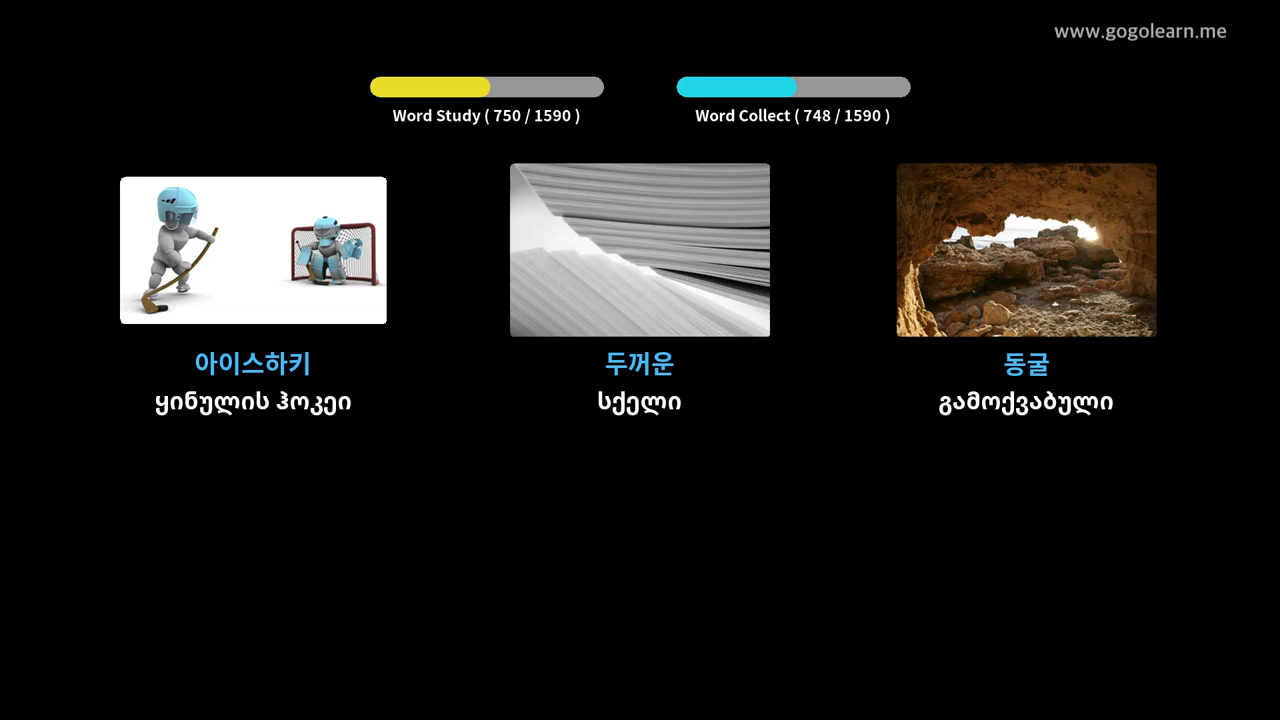 www.gogolearn.me
Word Study ( 750 / 1590 )
Word Collect ( 748 / 1590 )
아이스하키
두꺼운
동굴
ყინულის ჰოკეი
სქელი
გამოქვაბული